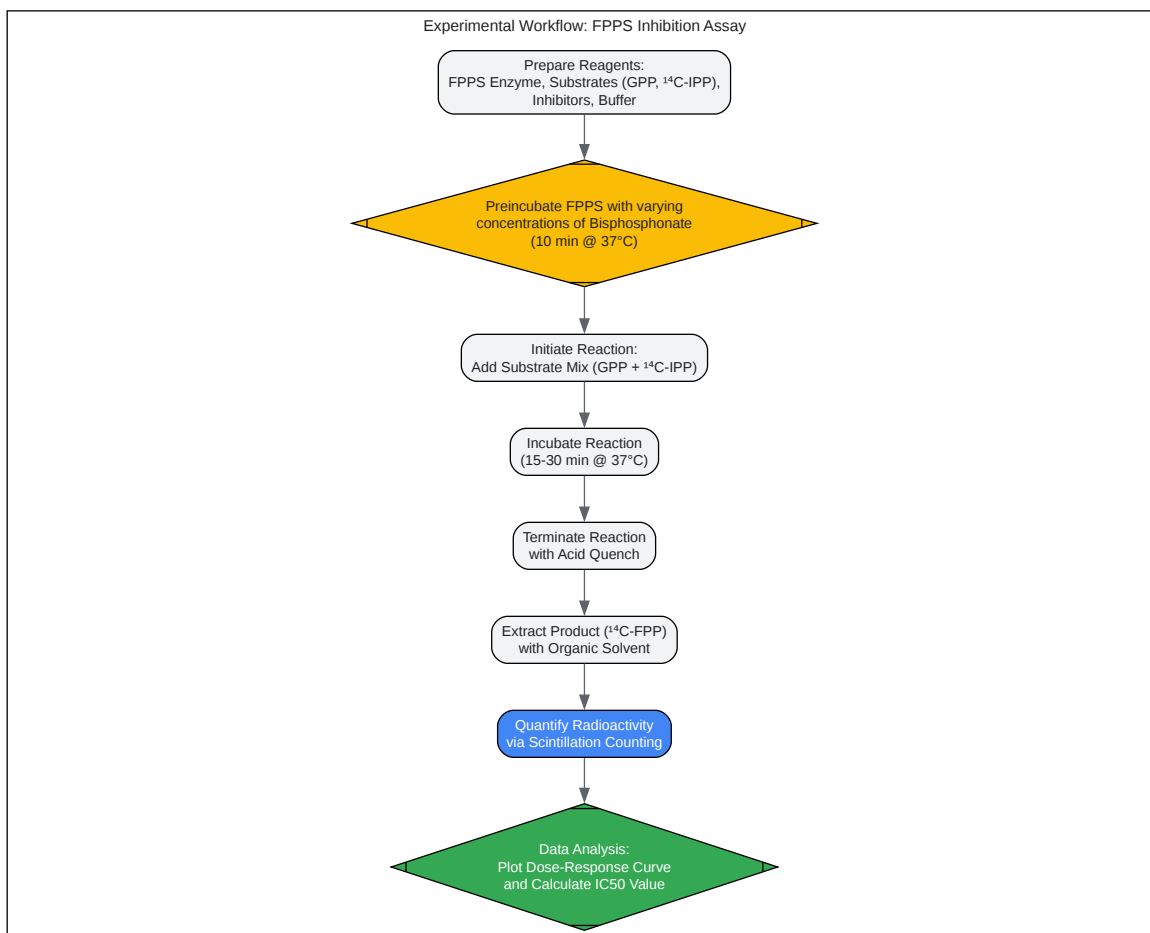 Experimental Workflow: FPPS Inhibition Assay
Prepare Reagents:
FPPS Enzyme, Substrates (GPP, ¹⁴C-IPP),
Inhibitors, Buffer
Preincubate FPPS with varying
concentrations of Bisphosphonate
(10 min @ 37°C)
Initiate Reaction:
Add Substrate Mix (GPP + ¹⁴C-IPP)
Incubate Reaction
(15-30 min @ 37°C)
Terminate Reaction
with Acid Quench
Extract Product (¹⁴C-FPP)
with Organic Solvent
Quantify Radioactivity
via Scintillation Counting
Data Analysis:
Plot Dose-Response Curve
and Calculate IC50 Value